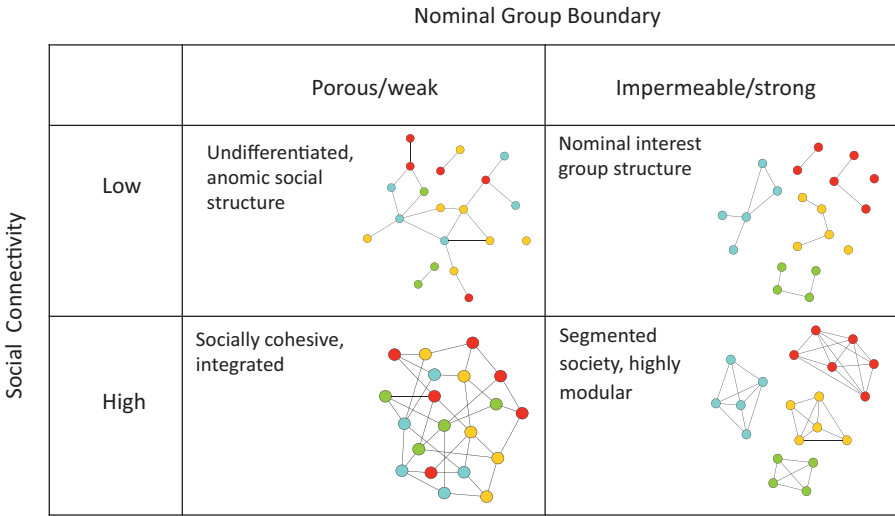 Nominal Group Boundary
Porous/weak
Impermeable/strong
Social Connectivity
Low
Undifferentiated,
anomic social
structure
Nominal interest
group structure
High
Socially cohesive,
integrated
Segmented
society, highly
modular